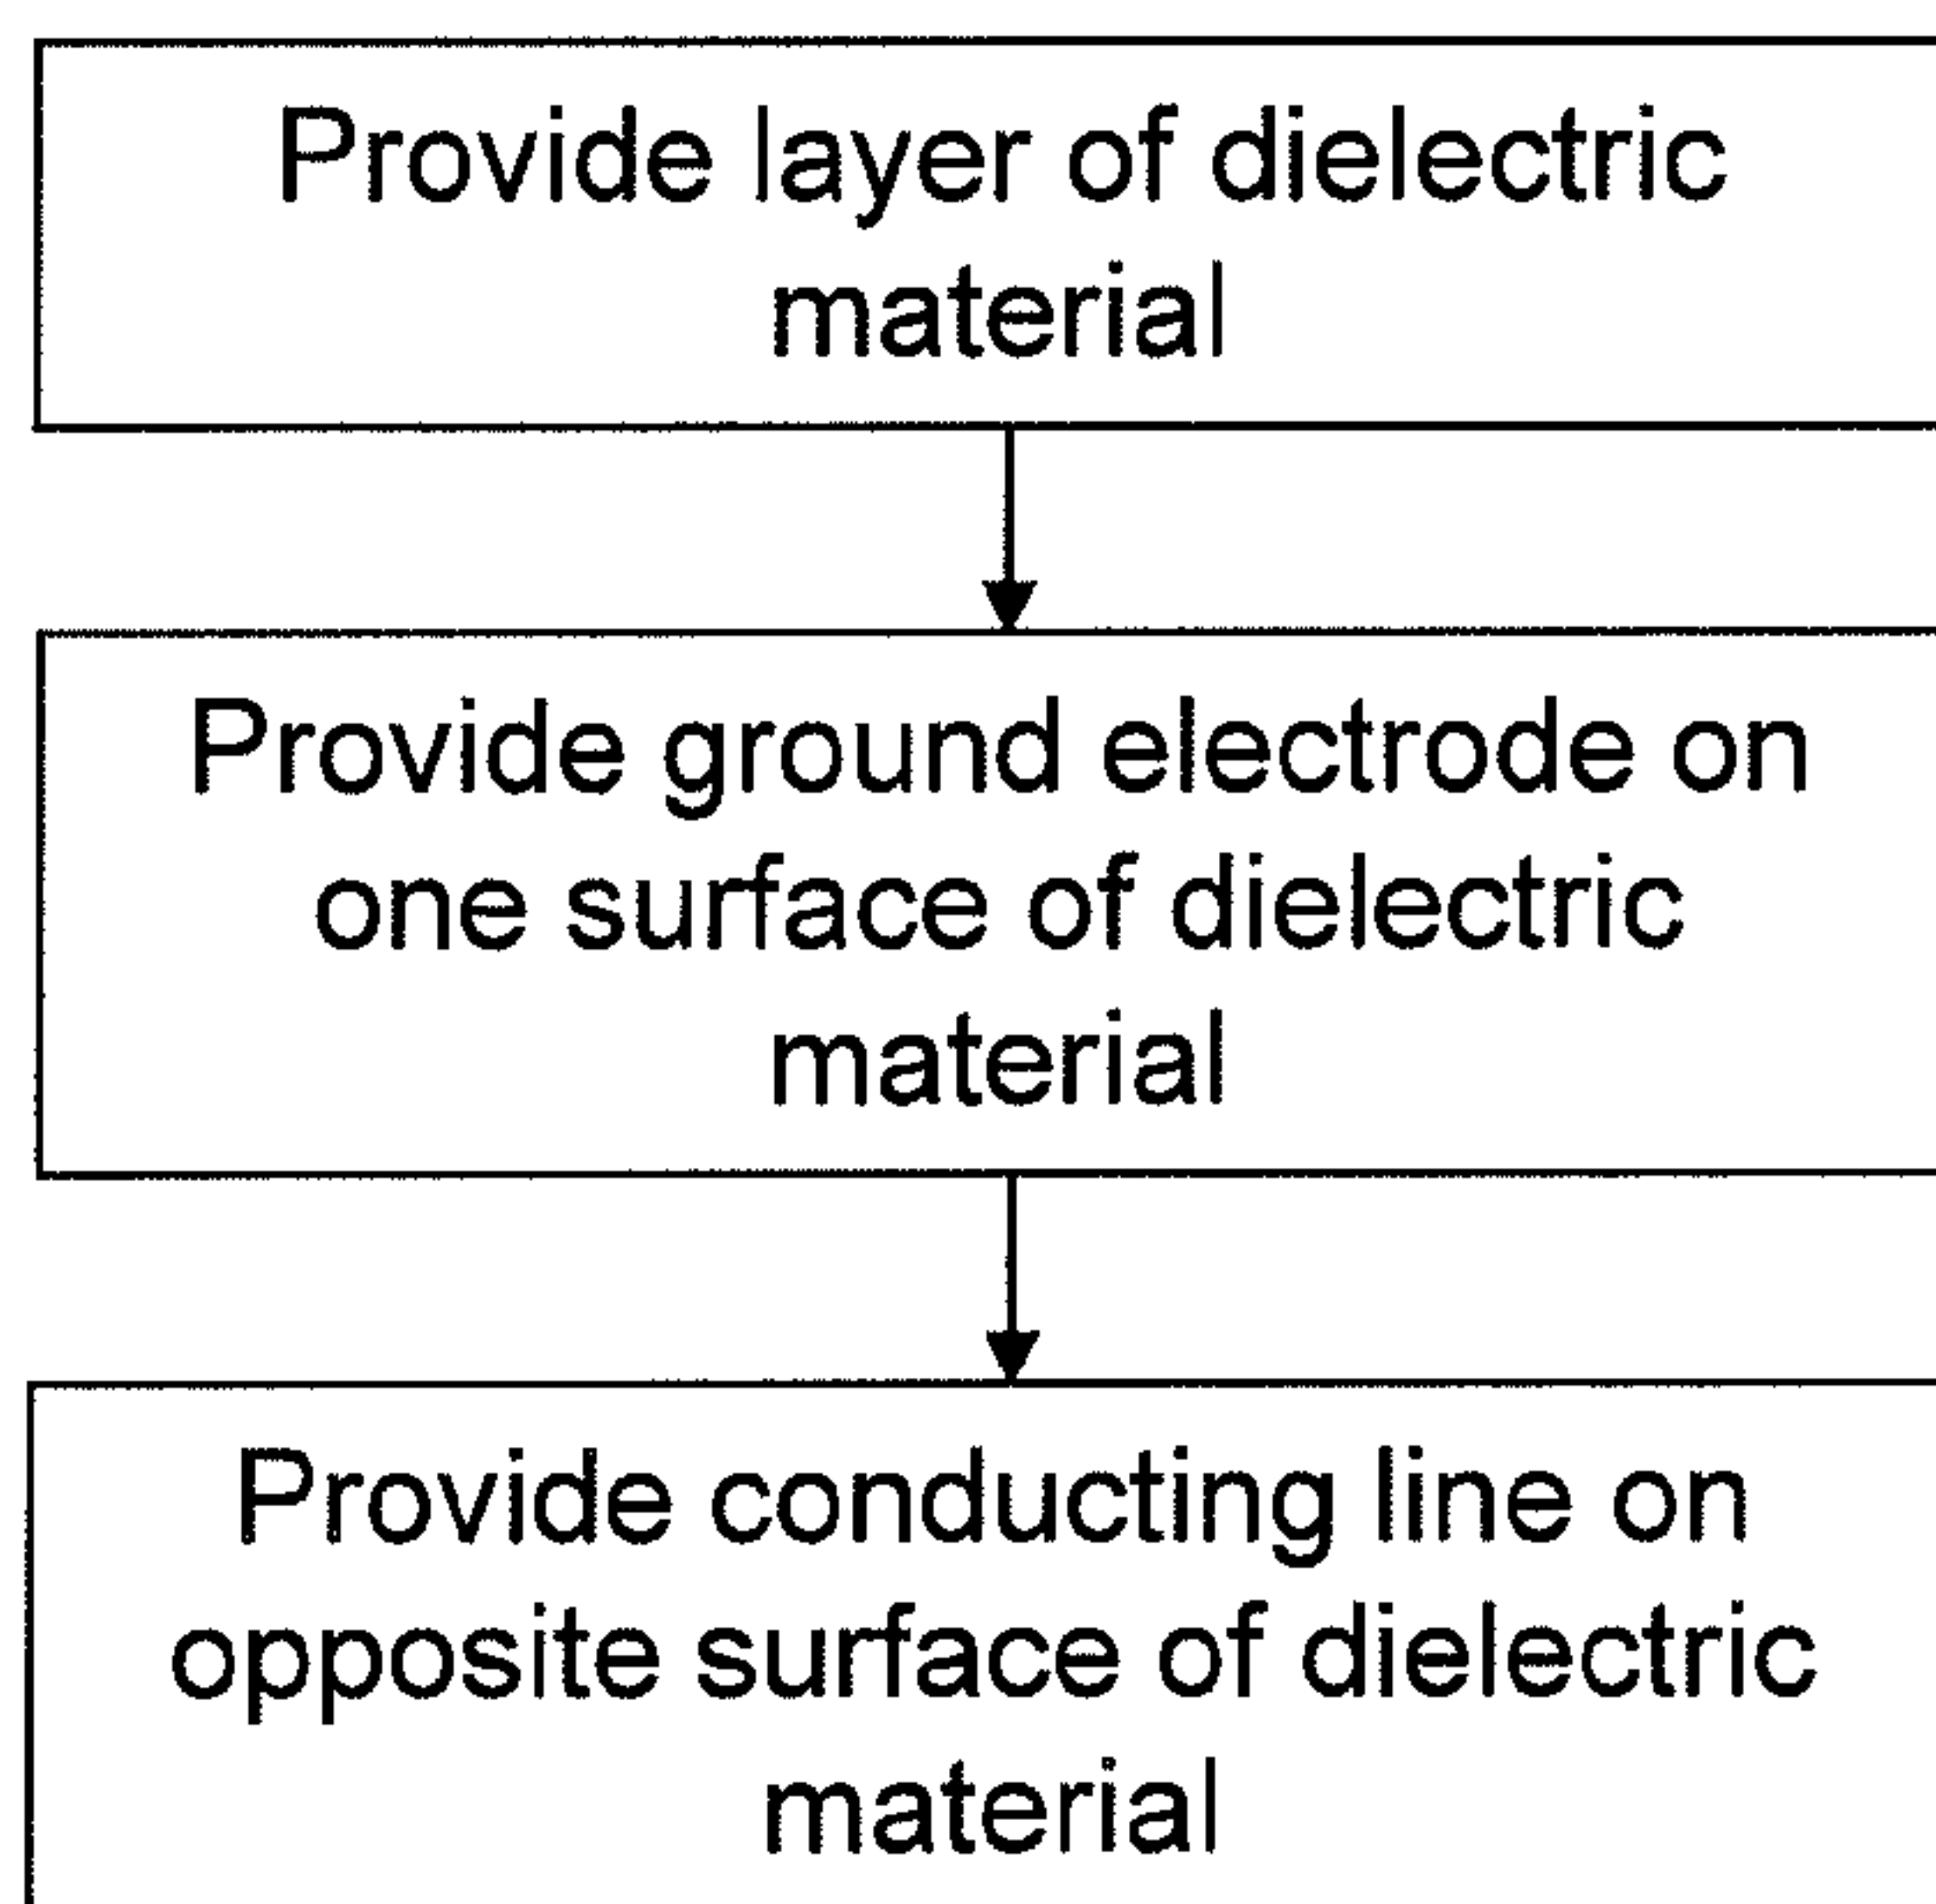 Provide layer of dielectric
material
Provide ground electrode on
one surface of dielectric
material
Provide conducting line on
opposite surface of dielectric
material